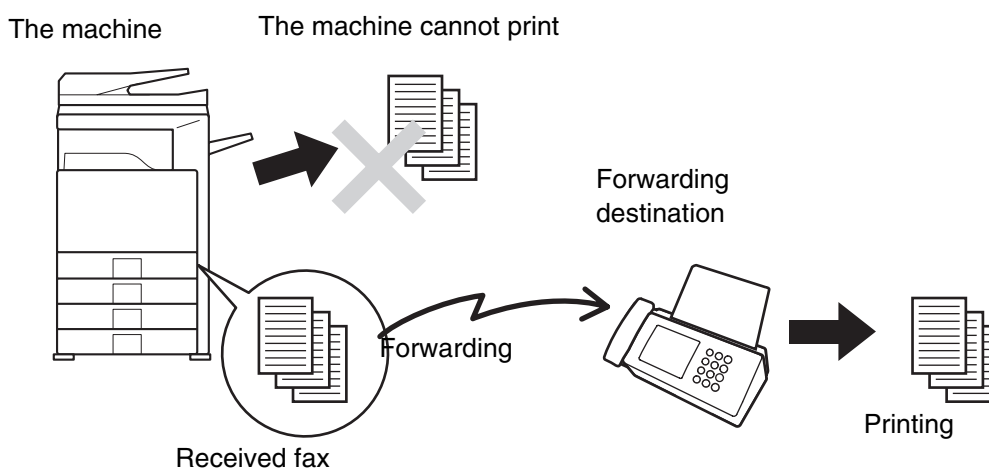 The machine
The machine cannot print
Forwarding
destination
Forwarding
Printing
Received fax